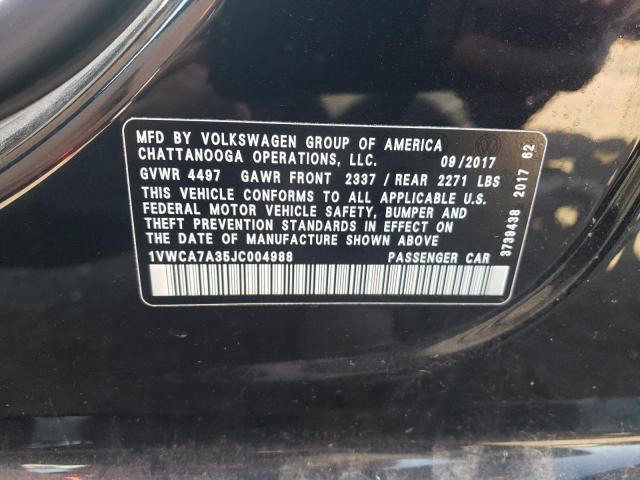 MFD BY VOLKSWAGEN GROUP OF AMERICA
CHATTANOOGA OPERATIONS, LLC. 09/2017
GVWR 4497 GAWR FRONT 2337 / REAR 2271 LBS
THIS VEHICLE CONFORMS TO ALL APPLICABLE U.S.
FEDERAL MOTOR VEHICLE SAFETY, BUMPER AND
THEFT PREVENTION STANDARDS IN EFFECT ON
THE DATE OF MANUFACTURE SHOWN ABOVE
1VWCA7A35JC004988 PASSENGER CAR
3739438 2017 62